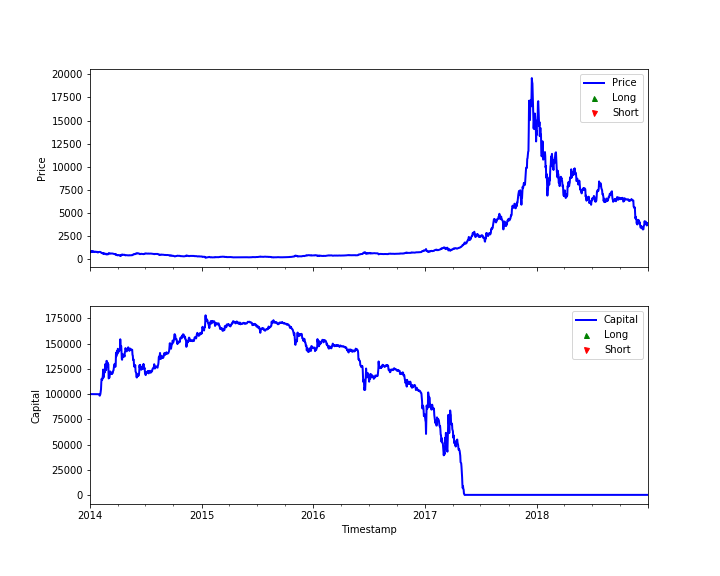 20000
17500
15000
12500
10000
7500
5000
2500
0
Price
Price
Long
Short
175000
150000
125000
100000
75000
50000
25000
0
Capital
Capital
Long
Short
2014 2015 2016 2017 2018
Timestamp